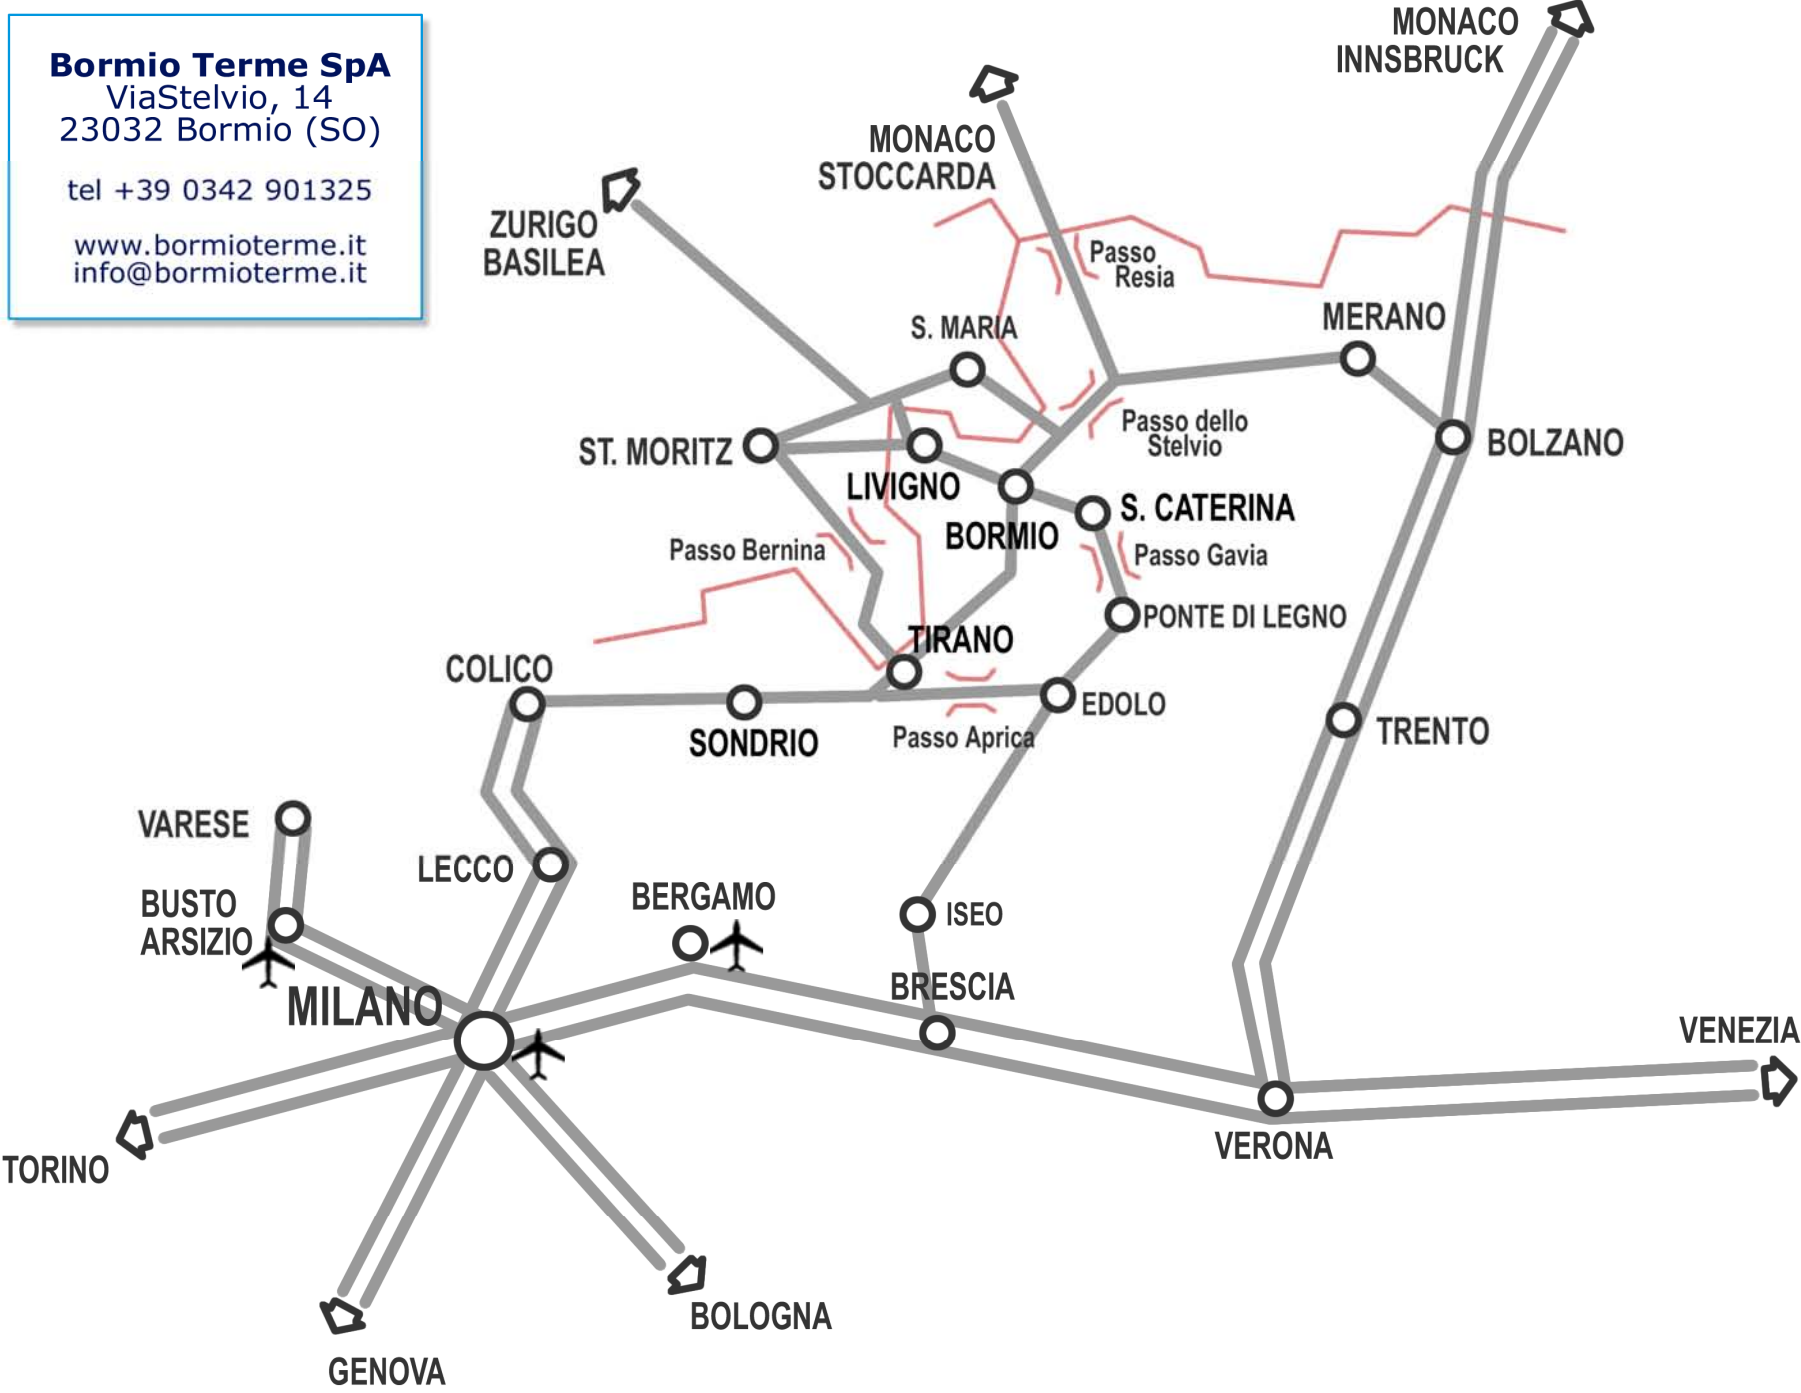 Bormio Terme SpA
ViaStelvio, 14
23032 Bormio (SO)
tel +39 0342 901325
www.bormioterme.it
info@bormioterme.it
MONACO
INNSBRUCK
MONACO
STOCCARDA
ZURIGO
BASILEA
Passo
Resia
S. MARIA
MERANO
Passo dello
Stelvio
ST. MORITZ
BOLZANO
LIVIGNO
S. CATERINA
BORMIO
Passo Bernina
Passo Gavia
PONTE DI LEGNO
TIRANO
COLICO
EDOLO
SONDRIO
Passo Aprica
TRENTO
VARESE
LECCO
BERGAMO
BUSTO
ARSIZIO
ISEO
BRESCIA
MILANO
VENEZIA
VERONA
TORINO
BOLOGNA
GENOVA